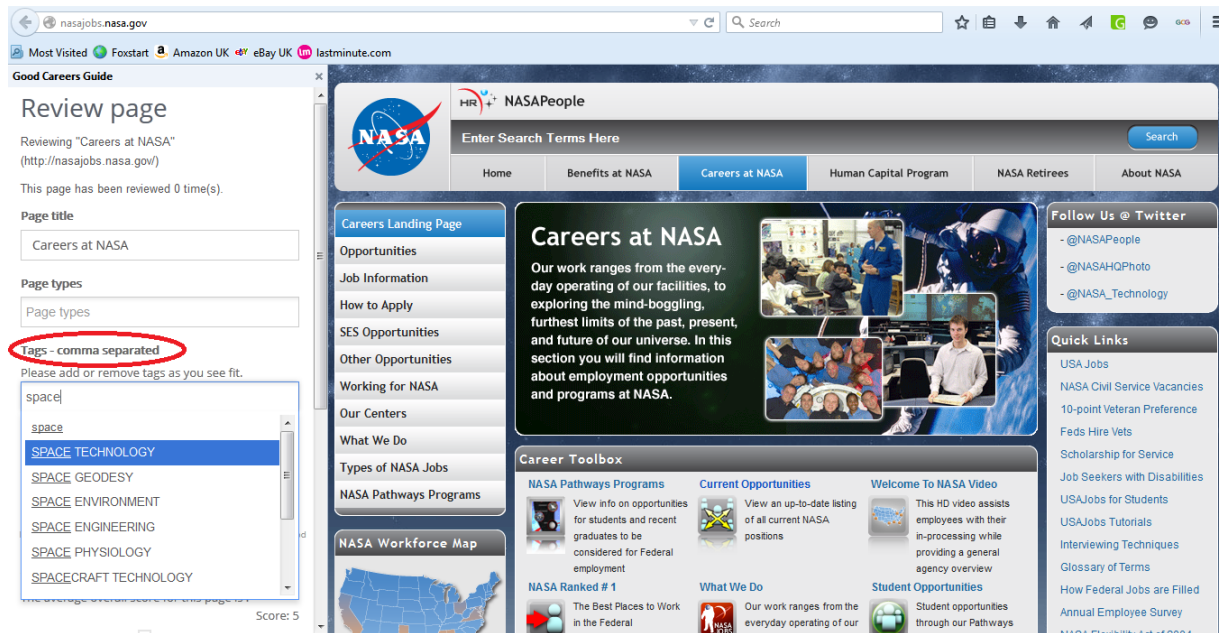 nasajobs.nasa.gov
Search
Most Visited Foxstart Amazon UK eBay UK lastminute.com
Good Careers Guide
Review page
Reviewing "Careers at NASA"
(http://nasajobs.nasa.gov/)
This page has been reviewed 0 time(s).
Page title
Careers at NASA
Page types
Page types
Tags - comma separated
Please add or remove tags as you see fit.
space
space
SPACE TECHNOLOGY
SPACE GEODESY
SPACE ENVIRONMENT
SPACE ENGINEERING
SPACE PHYSIOLOGY
SPACECRAFT TECHNOLOGY
Score: 5
NASA
HR NASAPeople
Enter Search Terms Here
Search
Home Benefits at NASA Careers at NASA Human Capital Program NASA Retirees About NASA
Careers Landing Page
Opportunities
Job Information
How to Apply
SES Opportunities
Other Opportunities
Working for NASA
Our Centers
What We Do
Types of NASA Jobs
NASA Pathways Programs
NASA Workforce Map
Careers at NASA
Our work ranges from the every-
day operating of our facilities, to
exploring the mind-boggling,
furthest limits of the past, present,
and future of our universe. In this
section you will find information
about employment opportunities
and programs at NASA.
Career Toolbox
NASA Pathways Programs
View info on opportunities
for students and recent
graduates to be
considered for Federal
employment
Current Opportunities
View an up-to-date listing
of all current NASA
positions
Welcome To NASA Video
This HD video assists
employees with their
in-processing while
providing a general
agency overview
NASA Ranked # 1
The Best Places to Work
in the Federal
What We Do
NASA JOBS
Our work ranges from the
everyday operating of our
Student Opportunities
Student opportunities
through our Pathways
Follow Us @ Twitter
- @NASAPeople
- @NASAHQPhoto
- @NASA_Technology
Quick Links
USA Jobs
NASA Civil Service Vacancies
10-point Veteran Preference
Feds Hire Vets
Scholarship for Service
Job Seekers with Disabilities
USAJobs for Students
USAJobs Tutorials
Interviewing Techniques
Glossary of Terms
How Federal Jobs are Filled
Annual Employee Survey